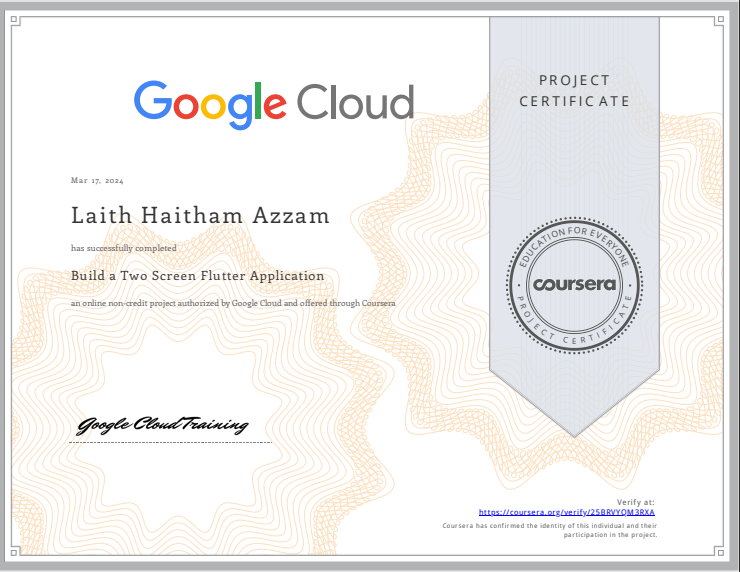 Google Cloud
PROJECT
CERTIFICATE
Mar 17, 2024
Laith Haitham Azzam
has successfully completed
Build a Two Screen Flutter Application
an online non-credit project authorized by Google Cloud and offered through Coursera
EDUCATION FOR EVERYONE
coursera
PROJECT CERTIFICATE
Google Cloud Training
Verify at:
https://coursera.org/verify/25BRVYQM3RXA
Coursera has confirmed the identity of this individual and their
participation in the project.